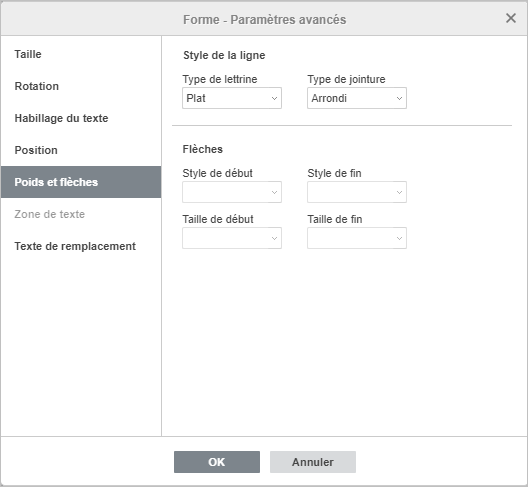 Forme - Paramètres avancés
Taille
Rotation
Habillage du texte
Position
Poids et flèches
Zone de texte
Texte de remplacement
Style de la ligne
Type de lettrine Type de jointure
Plat Arrondi
Flèches
Style de début Style de fin
Taille de début Taille de fin
OK Annuler